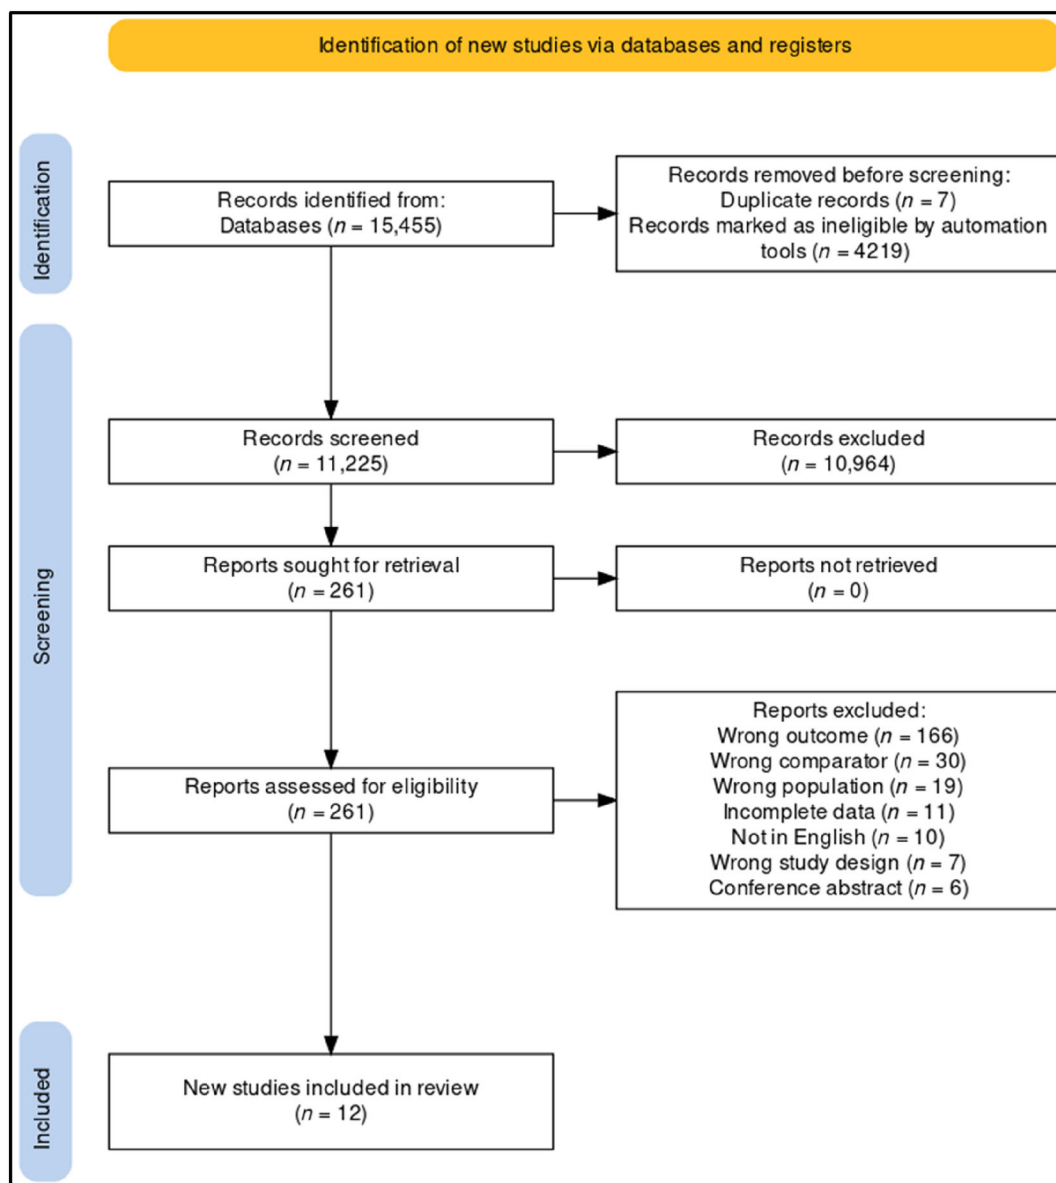 Identification of new studies via databases and registers
Identification
Records identified from:
Databases (n = 15,455)
Records removed before screening:
Duplicate records (n = 7)
Records marked as ineligible by automation
tools (n = 4219)
Screening
Records screened
(n = 11,225)
Records excluded
(n = 10,964)
Reports sought for retrieval
(n = 261)
Reports not retrieved
(n = 0)
Reports assessed for eligibility
(n = 261)
Reports excluded:
Wrong outcome (n = 166)
Wrong comparator (n = 30)
Wrong population (n = 19)
Incomplete data (n = 11)
Not in English (n = 10)
Wrong study design (n = 7)
Conference abstract (n = 6)
Included
New studies included in review
(n = 12)